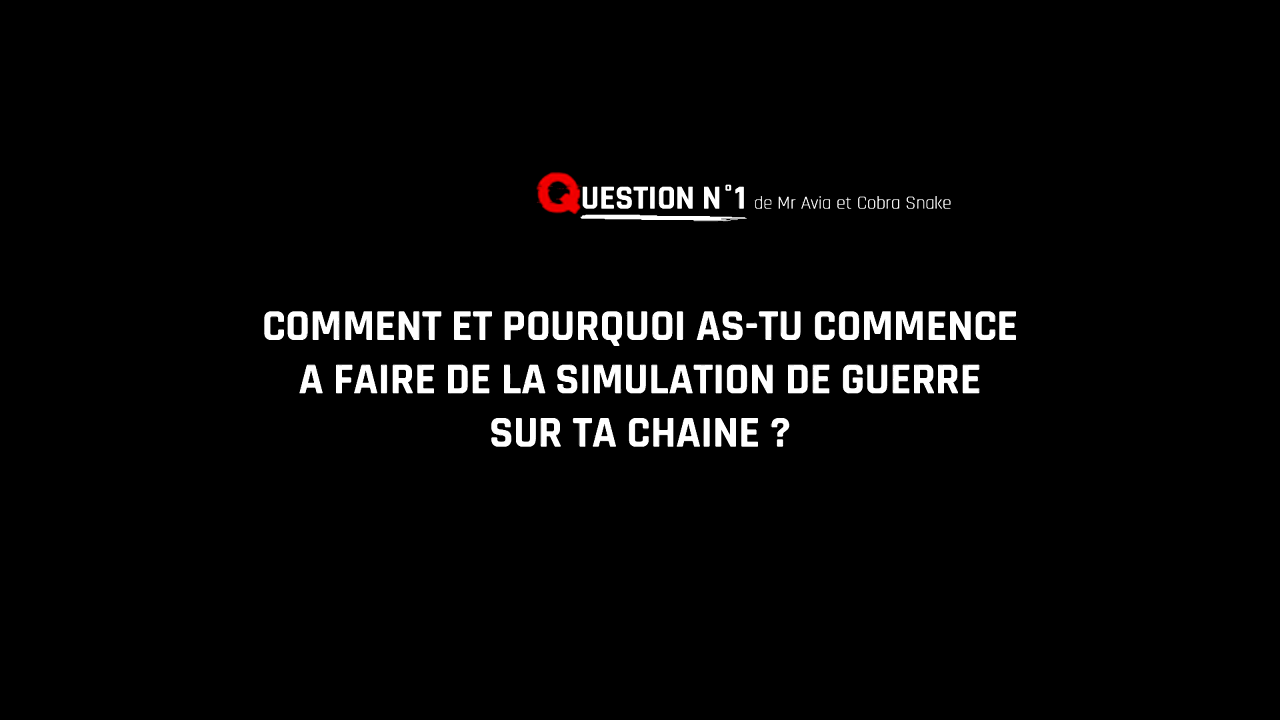 QUESTION N°1 de Mr Avia et Cobra Snake
COMMENT ET POURQUOI AS-TU COMMENCE
A FAIRE DE LA SIMULATION DE GUERRE
SUR TA CHAINE ?